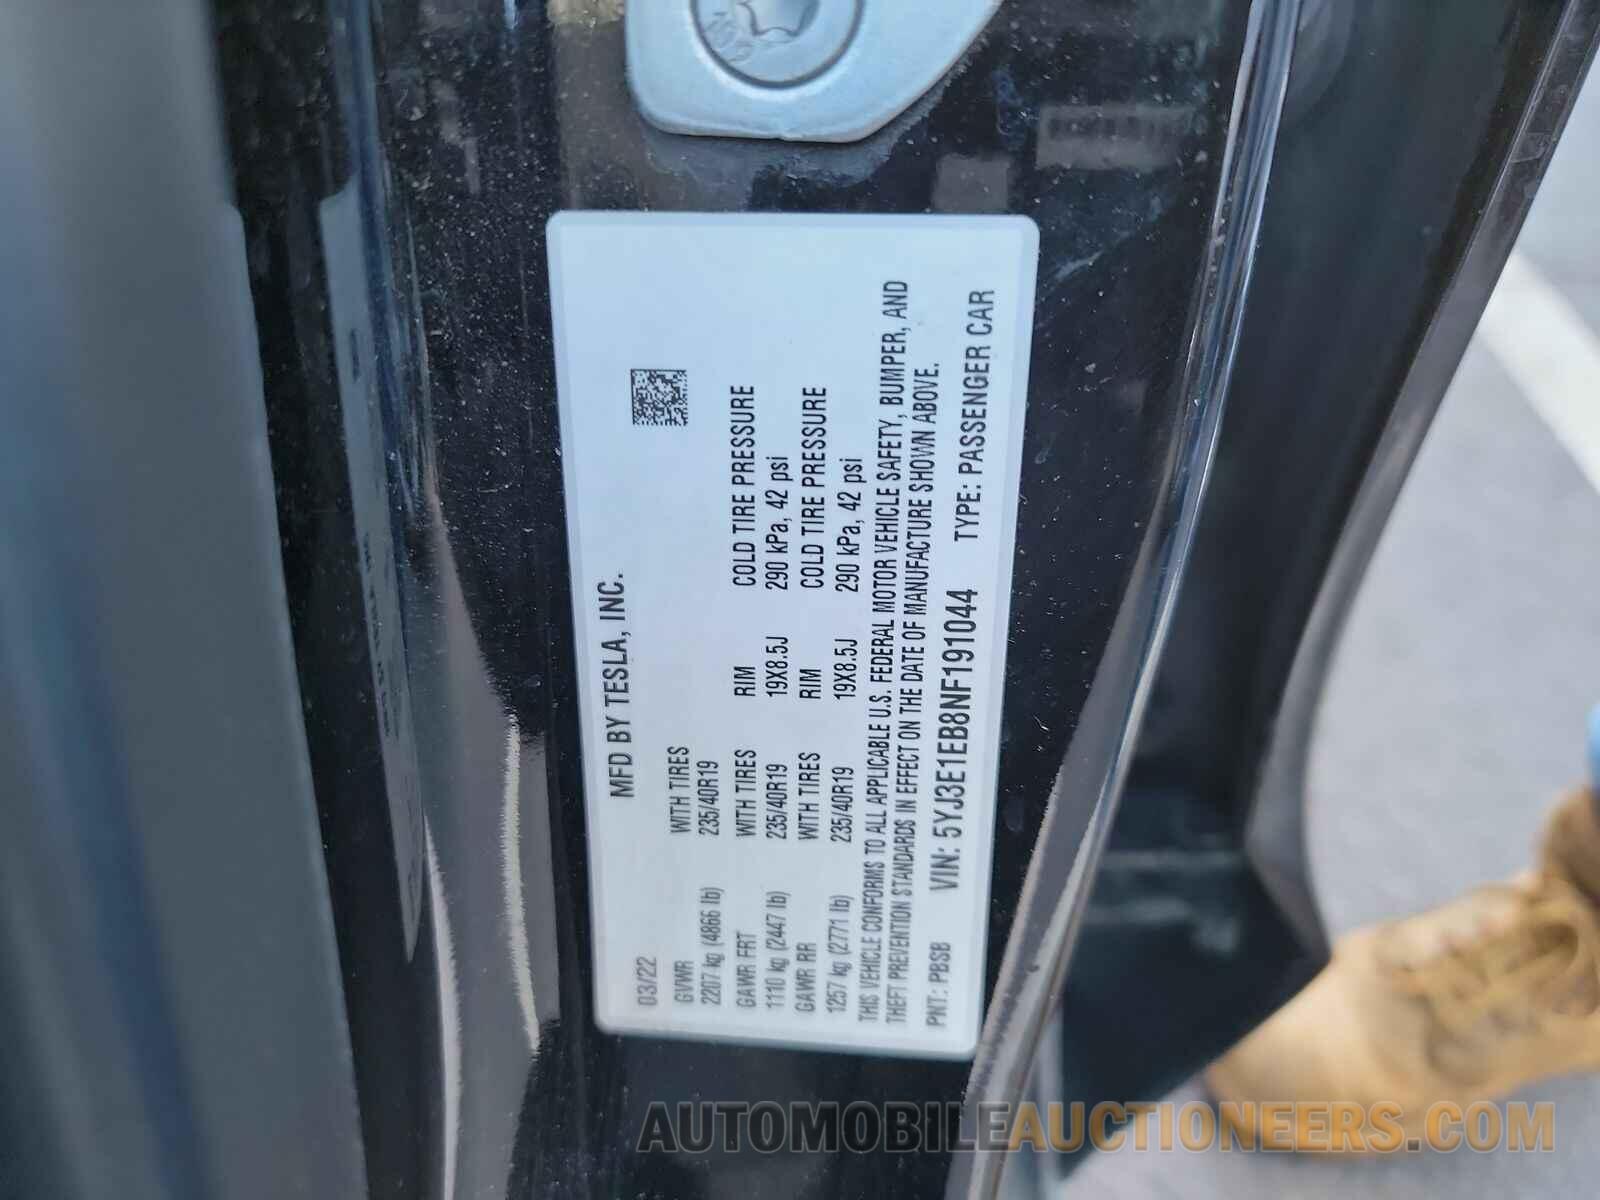 MFD BY TESLA, INC.
03/22
GVWR WITH TIRES
2207 kg (4866 lb) 235/40R19
GAWR FRT WITH TIRES RIM COLD TIRE PRESSURE
1110 kg (2447 lb) 235/40R19 19X8.5J 290 kPa, 42 psi
GAWR RR WITH TIRES RIM COLD TIRE PRESSURE
1257 kg (2771 lb) 235/40R19 19X8.5J 290 kPa, 42 psi
THIS VEHICLE CONFORMS TO ALL APPLICABLE U.S. FEDERAL MOTOR VEHICLE SAFETY, BUMPER, AND
THEFT PREVENTION STANDARDS IN EFFECT ON THE DATE OF MANUFACTURE SHOWN ABOVE.
PNT: PBSB VIN: 5YJ3E1EB8NF191044 TYPE: PASSENGER CAR
AUTOMOBILEAUCTIONEERS.COM